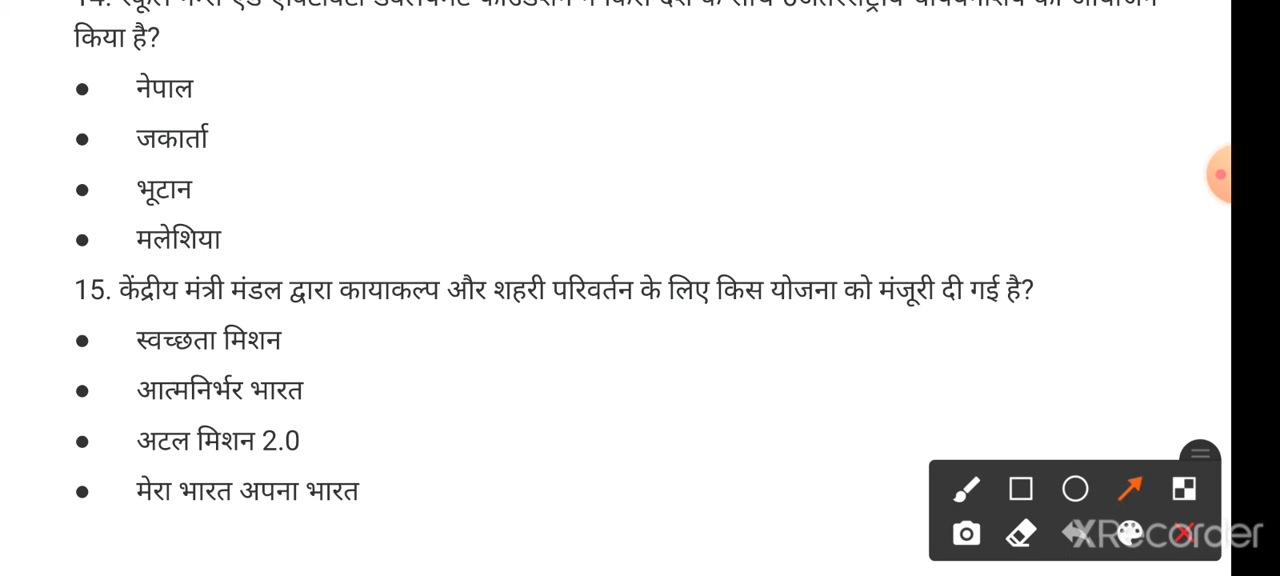 किया है?
● नेपाल
● जकार्ता
● भूटान
● मलेशिया
15. केंद्रीय मंत्री मंडल द्वारा कायाकल्प और शहरी परिवर्तन के लिए किस योजना को मंजूरी दी गई है?
● स्वच्छता मिशन
● आत्मनिर्भर भारत
● अटल मिशन 2.0
● मेरा भारत अपना भारत
XRecorder